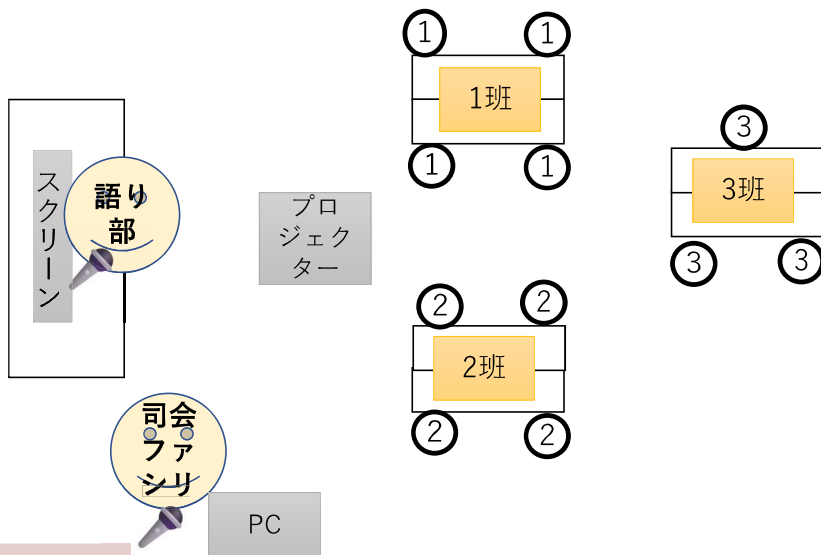 スクリーン
語り
部
プロ
ジェク
ター
司会
ファ
シリ
PC
①
①
1班
①
①
②
②
2班
②
②
③
3班
③
③